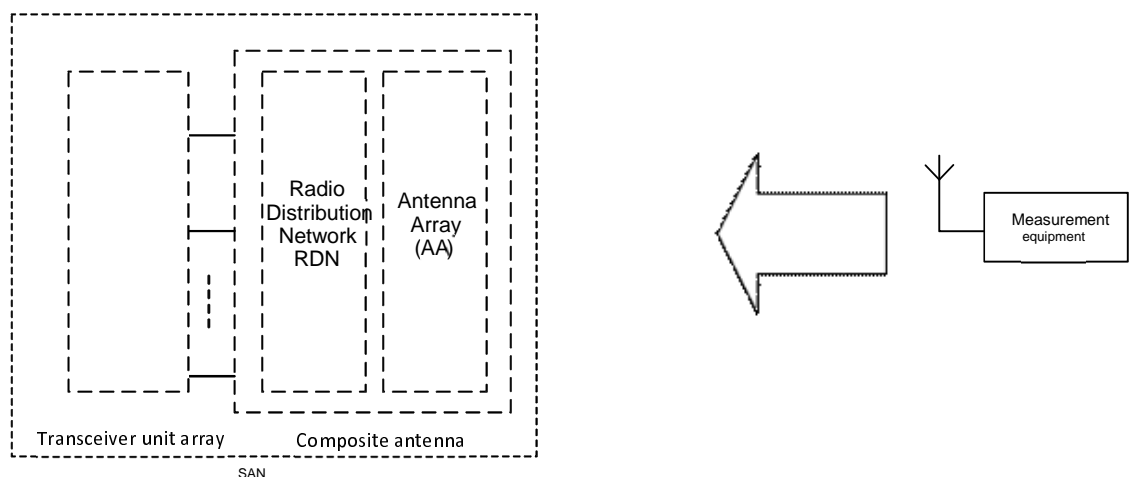 Radio
Distribution
Network
RDN
Antenna
Array
(AA)
Measurement
equipment
Transceiver unit array
Composite antenna
SAN